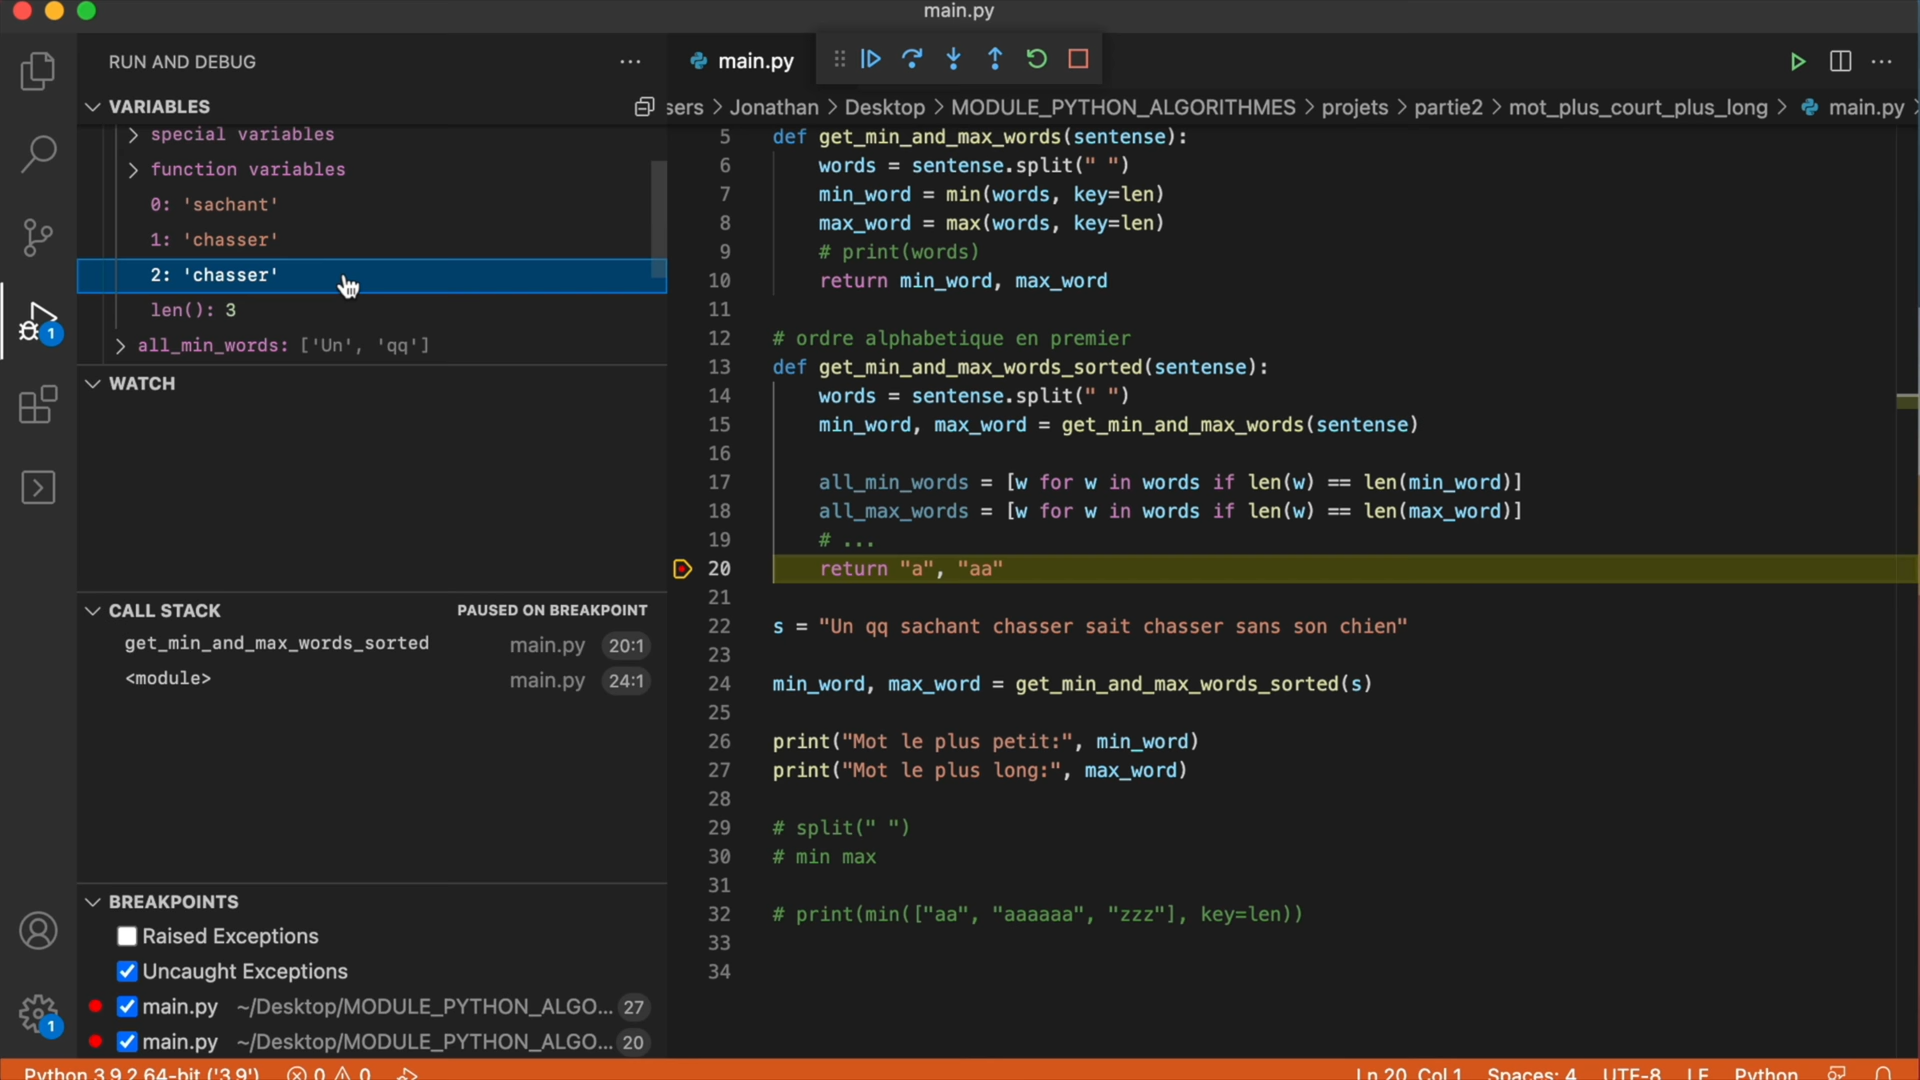 main.py
RUN AND DEBUG
main.py
VARIABLES
sers > Jonathan > Desktop > MODULE_PYTHON_ALGORITHMES > projets > partie2 > mot_plus_court_plus_long > main.py >
special variables
function variables
0: 'sachant'
1: 'chasser'
2: 'chasser'
len(): 3
all_min_words: ['Un', 'qq']
WATCH
CALL STACK
PAUSED ON BREAKPOINT
get_min_and_max_words_sorted main.py 20:1
<module> main.py 24:1
BREAKPOINTS
Raised Exceptions
Uncaught Exceptions
main.py ~/Desktop/MODULE_PYTHON_ALGO... 27
main.py ~/Desktop/MODULE_PYTHON_ALGO... 20
1
1
5 def get_min_and_max_words(sentense):
6 words = sentense.split(" ")
7 min_word = min(words, key=len)
8 max_word = max(words, key=len)
9 # print(words)
10 return min_word, max_word
11
12 # ordre alphabetique en premier
13 def get_min_and_max_words_sorted(sentense):
14 words = sentense.split(" ")
15 min_word, max_word = get_min_and_max_words(sentense)
16
17 all_min_words = [w for w in words if len(w) == len(min_word)]
18 all_max_words = [w for w in words if len(w) == len(max_word)]
19 # ...
20 return "a", "aa"
21
22 s = "Un qq sachant chasser sait chasser sans son chien"
23
24 min_word, max_word = get_min_and_max_words_sorted(s)
25
26 print("Mot le plus petit:", min_word)
27 print("Mot le plus long:", max_word)
28
29 # split(" ")
30 # min max
31
32 # print(min(["aa", "aaaaaa", "zzz"], key=len))
33
34
Python 3.9.2 64-bit ('3.9') 0 0 Ln 20, Col 1 Spaces: 4 UTF-8 LF Python